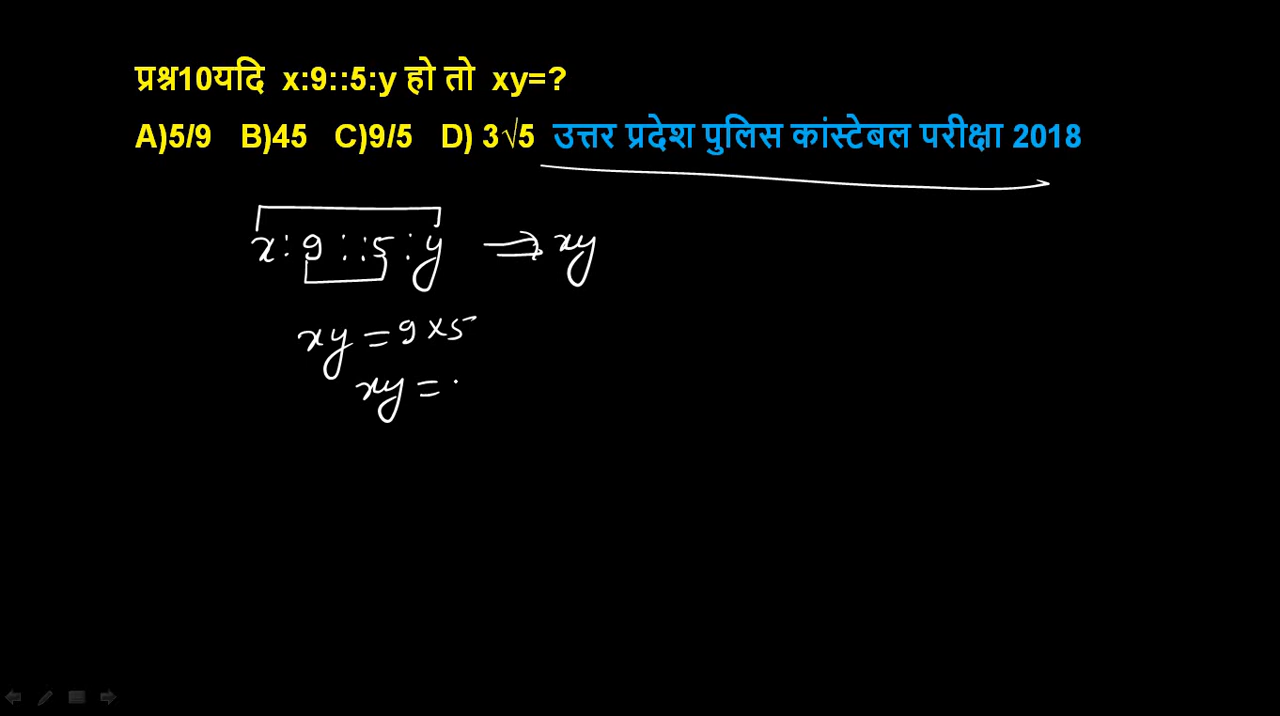 प्रश्न10यदि x:9::5:y हो तो xy=?
A)5/9 B)45 C)9/5 D) 3√5 उत्तर प्रदेश पुलिस कांस्टेबल परीक्षा 2018
x:9::5:y ⇒ xy
xy = 9×5
xy =